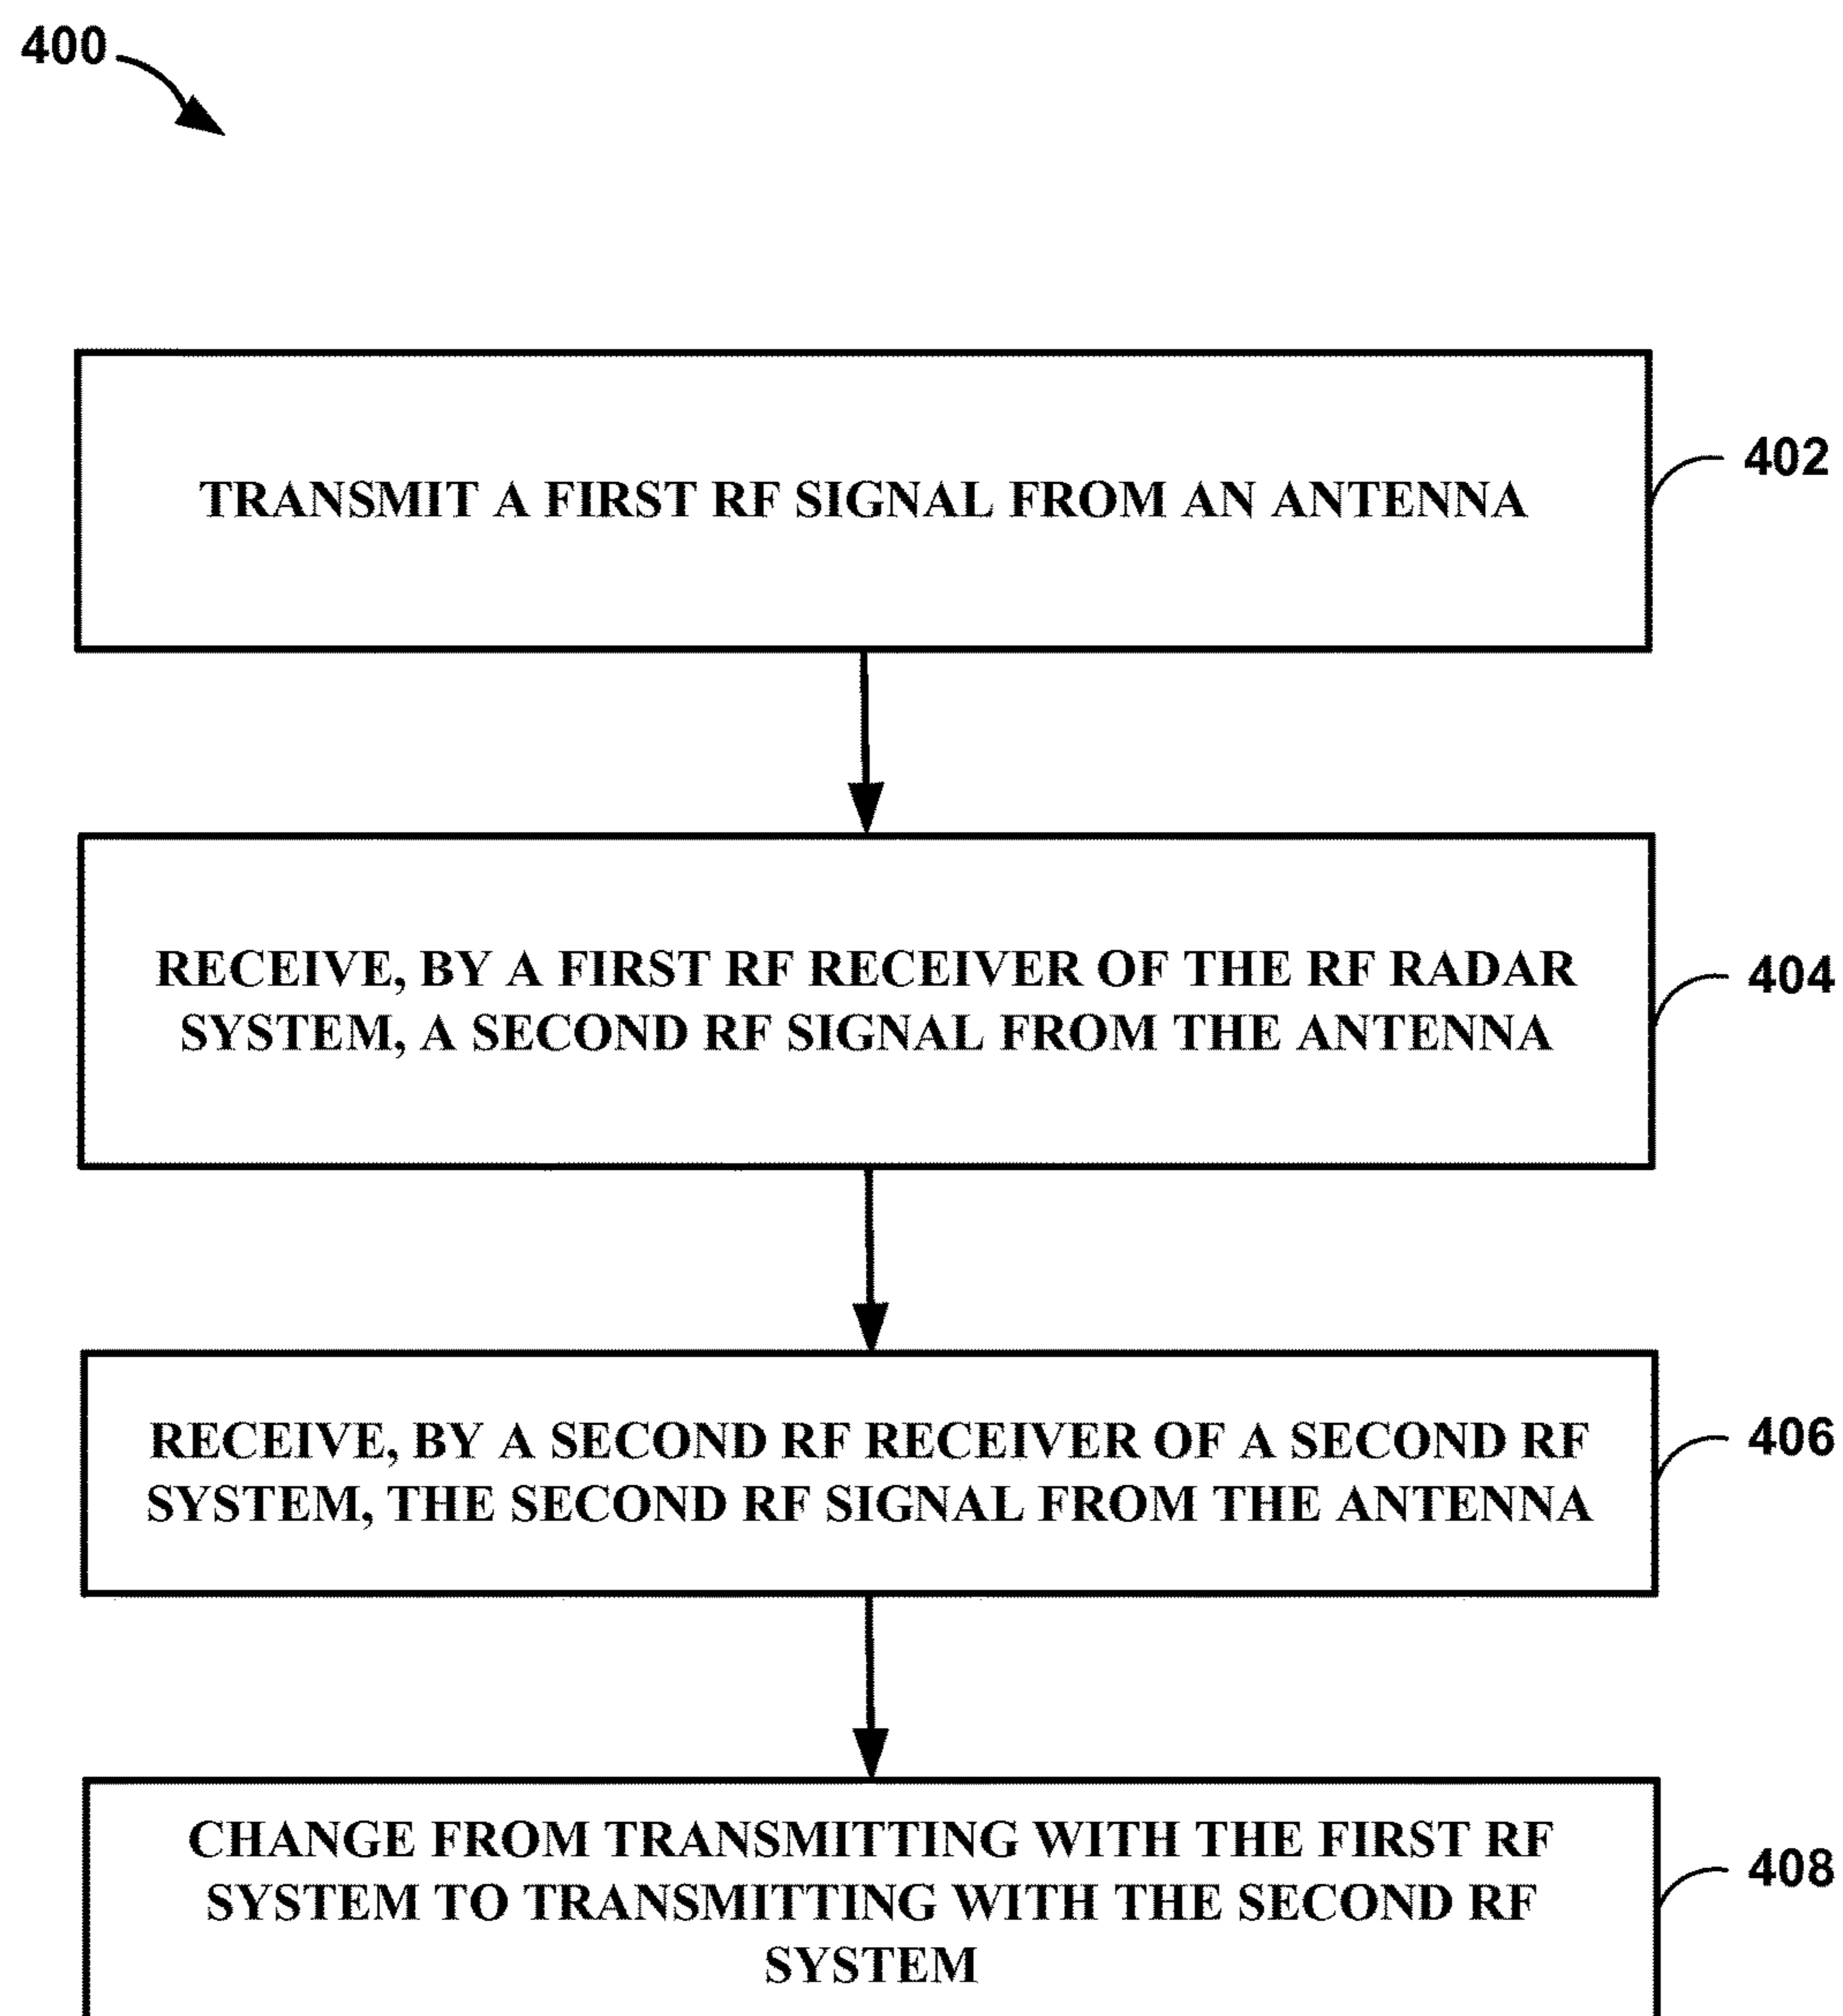 400
TRANSMIT A FIRST RF SIGNAL FROM AN ANTENNA
402
RECEIVE, BY A FIRST RF RECEIVER OF THE RF RADAR
SYSTEM, A SECOND RF SIGNAL FROM THE ANTENNA
404
RECEIVE, BY A SECOND RF RECEIVER OF A SECOND RF
SYSTEM, THE SECOND RF SIGNAL FROM THE ANTENNA
406
CHANGE FROM TRANSMITTING WITH THE FIRST RF
SYSTEM TO TRANSMITTING WITH THE SECOND RF
SYSTEM
408